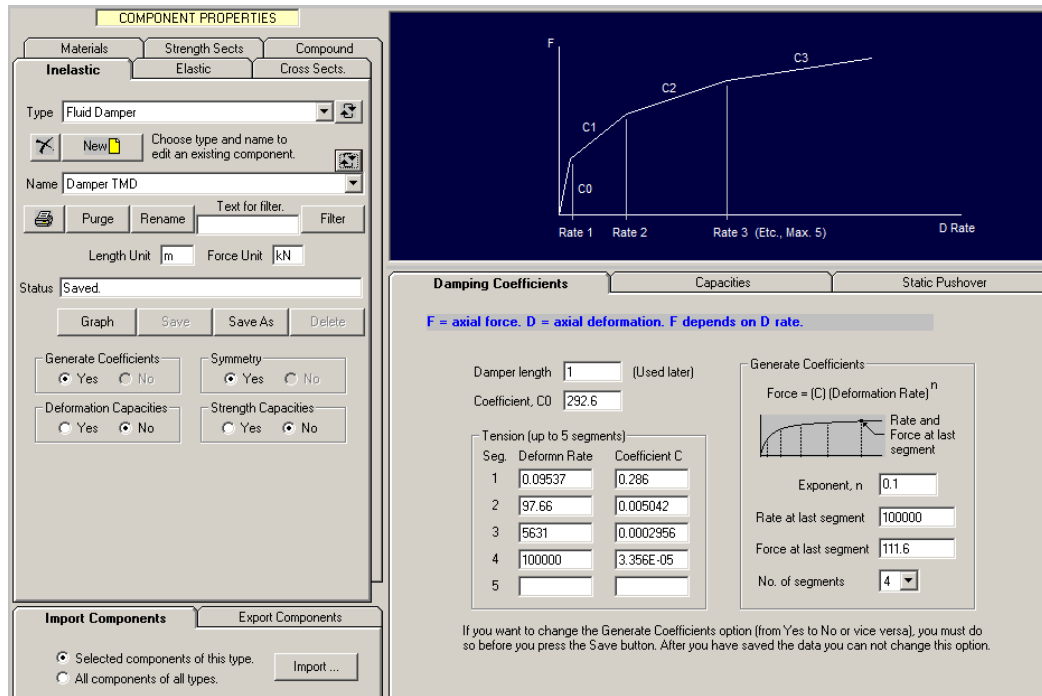 COMPONENT PROPERTIES
Materials
Strength Sects
Compound
Inelastic
Elastic
Cross Sects.
Type
Fluid Damper
New
Choose type and name to
edit an existing component.
Name
Damper TMD
Purge
Rename
Text for filter.
Filter
Length Unit
m
Force Unit
kN
Status
Saved.
Graph
Save
Save As
Delete
Generate Coefficients
Yes
No
Symmetry
Yes
No
Deformation Capacities
Yes
No
Strength Capacities
Yes
No
Import Components
Export Components
Selected components of this type.
All components of all types.
Import ...
F
C0
C1
C2
C3
Rate 1
Rate 2
Rate 3 (Etc., Max. 5)
D Rate
Damping Coefficients
Capacities
Static Pushover
F = axial force. D = axial deformation. F depends on D rate.
Damper length
1
(Used later)
Coefficient, C0
292.6
Tension (up to 5 segments)
Seg. Deformn Rate Coefficient C
1 0.09537 0.286
2 97.66 0.005042
3 5631 0.0002956
4 100000 3.356E-05
5
Generate Coefficients
Force = (C) (Deformation Rate)^n
Rate and
Force at last
segment
Exponent, n
0.1
Rate at last segment
100000
Force at last segment
111.6
No. of segments
4
If you want to change the Generate Coefficients option (from Yes to No or vice versa), you must do
so before you press the Save button. After you have saved the data you can not change this option.